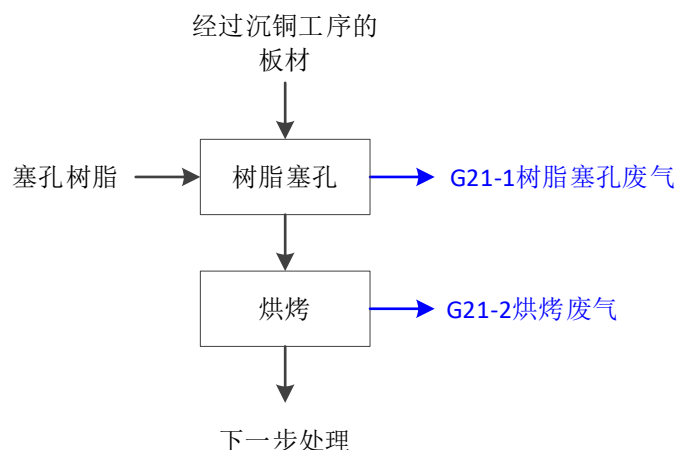 经过沉铜工序的
板材
塞孔树脂
树脂塞孔
G21-1树脂塞孔废气
烘烤
G21-2烘烤废气
下一步处理